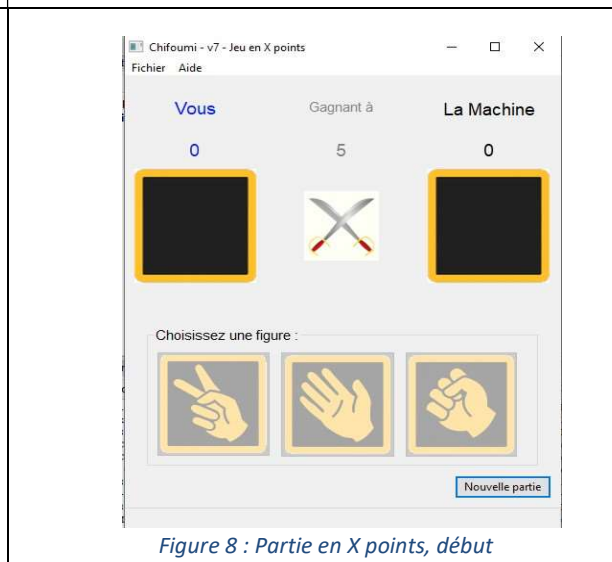 Chifoumi - v7 - Jeu en X points
Fichier Aide
Vous Gagnant à La Machine
0 5 0
Choisissez une figure :
Nouvelle partie
Figure 8 : Partie en X points, début